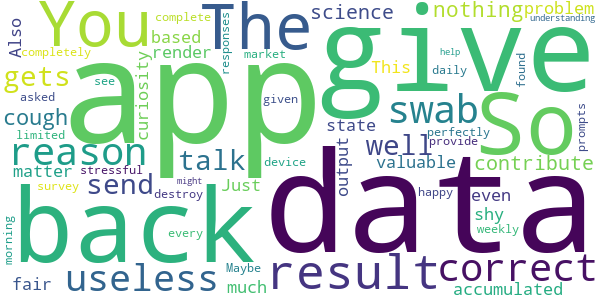 You The give
science nothing problem
Also complete based render responses market
completely gets curiosity see This daily found
app swab So
asked cough state well perfectly understanding
limited reason talk output provide prompts
matter device valuable contribute help
stressful send Just given
survey destroy might even shy happy
morning back every data weekly
fair useless Maybe much result correct
accumulated